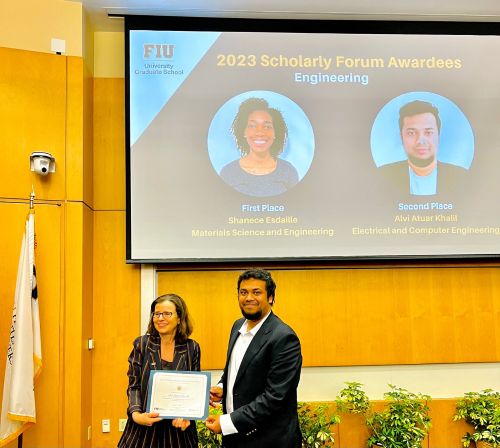 FIU
University
Graduate School
2023 Scholarly Forum Awardees
Engineering
First Place
Shanece Esdaille
Materials Science and Engineering
Second Place
Alvi Atuar Khalil
Electrical and Computer Engineering